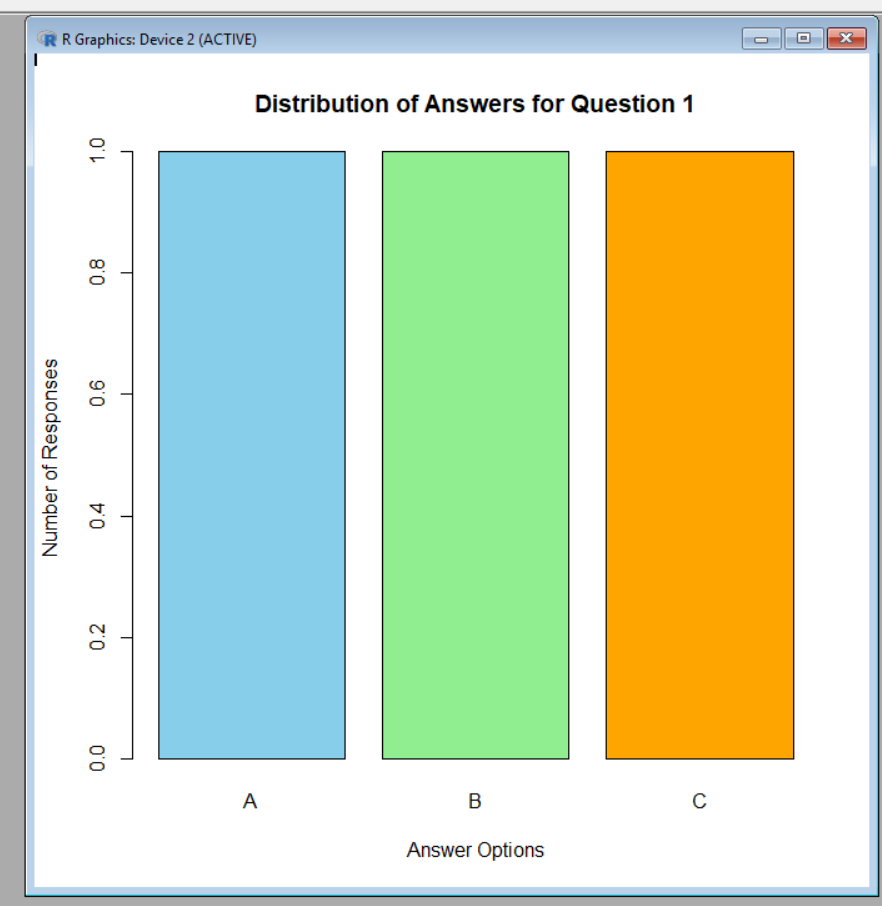 R Graphics: Device 2 (ACTIVE)
Distribution of Answers for Question 1
Number of Responses
1.0
0.8
0.6
0.4
0.2
0.0
A B C
Answer Options